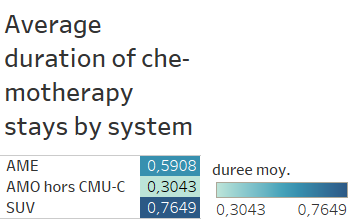 Average
duration of che-
motherapy
stays by system
AME 0,5908
AMO hors CMU-C 0,3043
SUV 0,7649
duree moy.
0,3043 0,7649